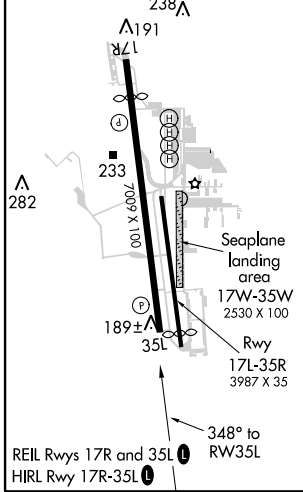 238
191
17R
P
H
H
H
H
233
282
7009 X 100
Seaplane
landing
area
17W-35W
2530 X 100
P
189±
35L
Rwy
17L-35R
3987 X 35
348° to
RW35L
REIL Rwys 17R and 35L L
HIRL Rwy 17R-35L L